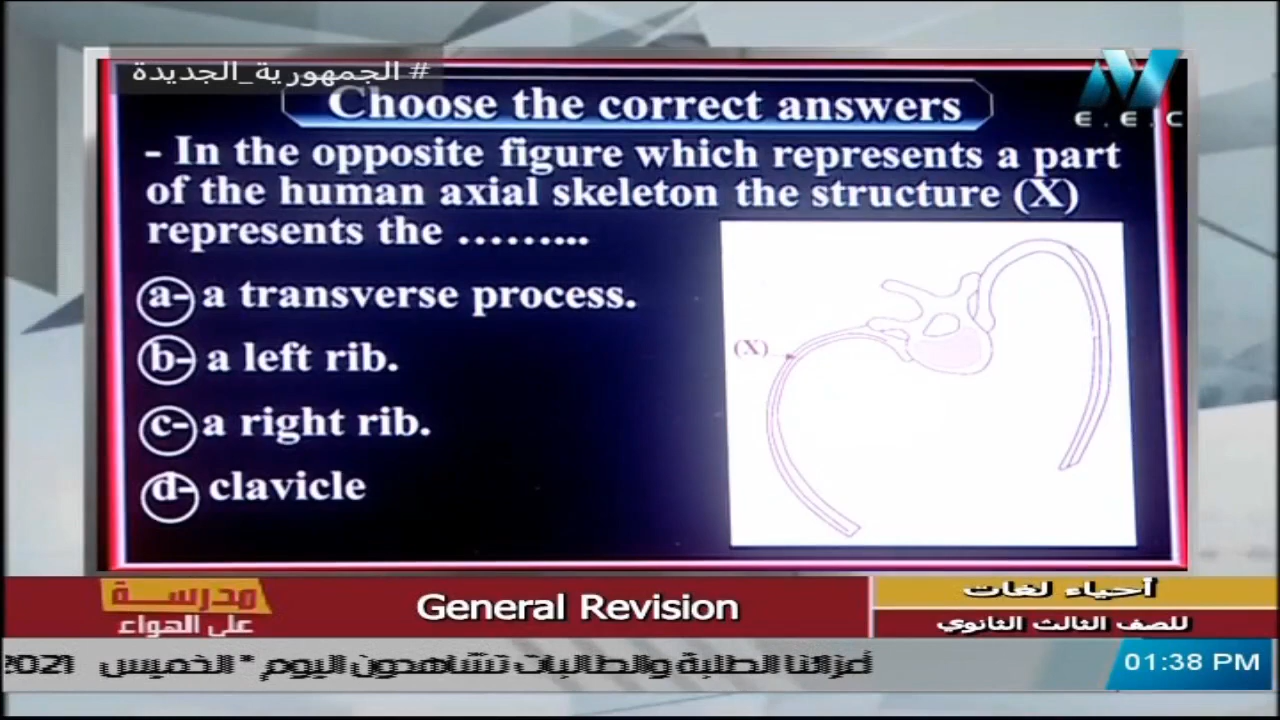 # الجمهورية_الجديدة
E.E.C
Choose the correct answers
- In the opposite figure which represents a part
of the human axial skeleton the structure (X)
represents the ............
a- a transverse process.
b- a left rib.
c- a right rib.
d- clavicle
(X)
مدرسة
على الهواء
General Revision
أحياء لغات
للصف الثالث الثانوي
أعزائنا الطلبة والطالبات تشاهدون اليوم " الخميس 2021
01:38 PM